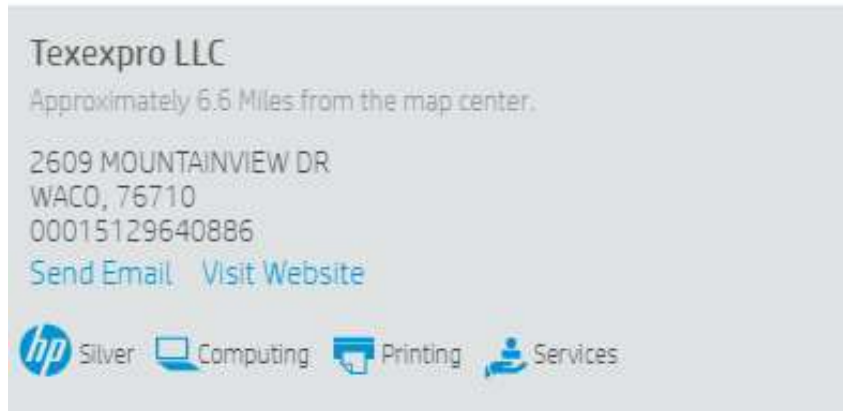 Texexpro LLC
Approximately 6.6 Miles from the map center.
2609 MOUNTAINVIEW DR
WACO, 76710
00015129640886
Send Email Visit Website
hp Silver Computing Printing Services